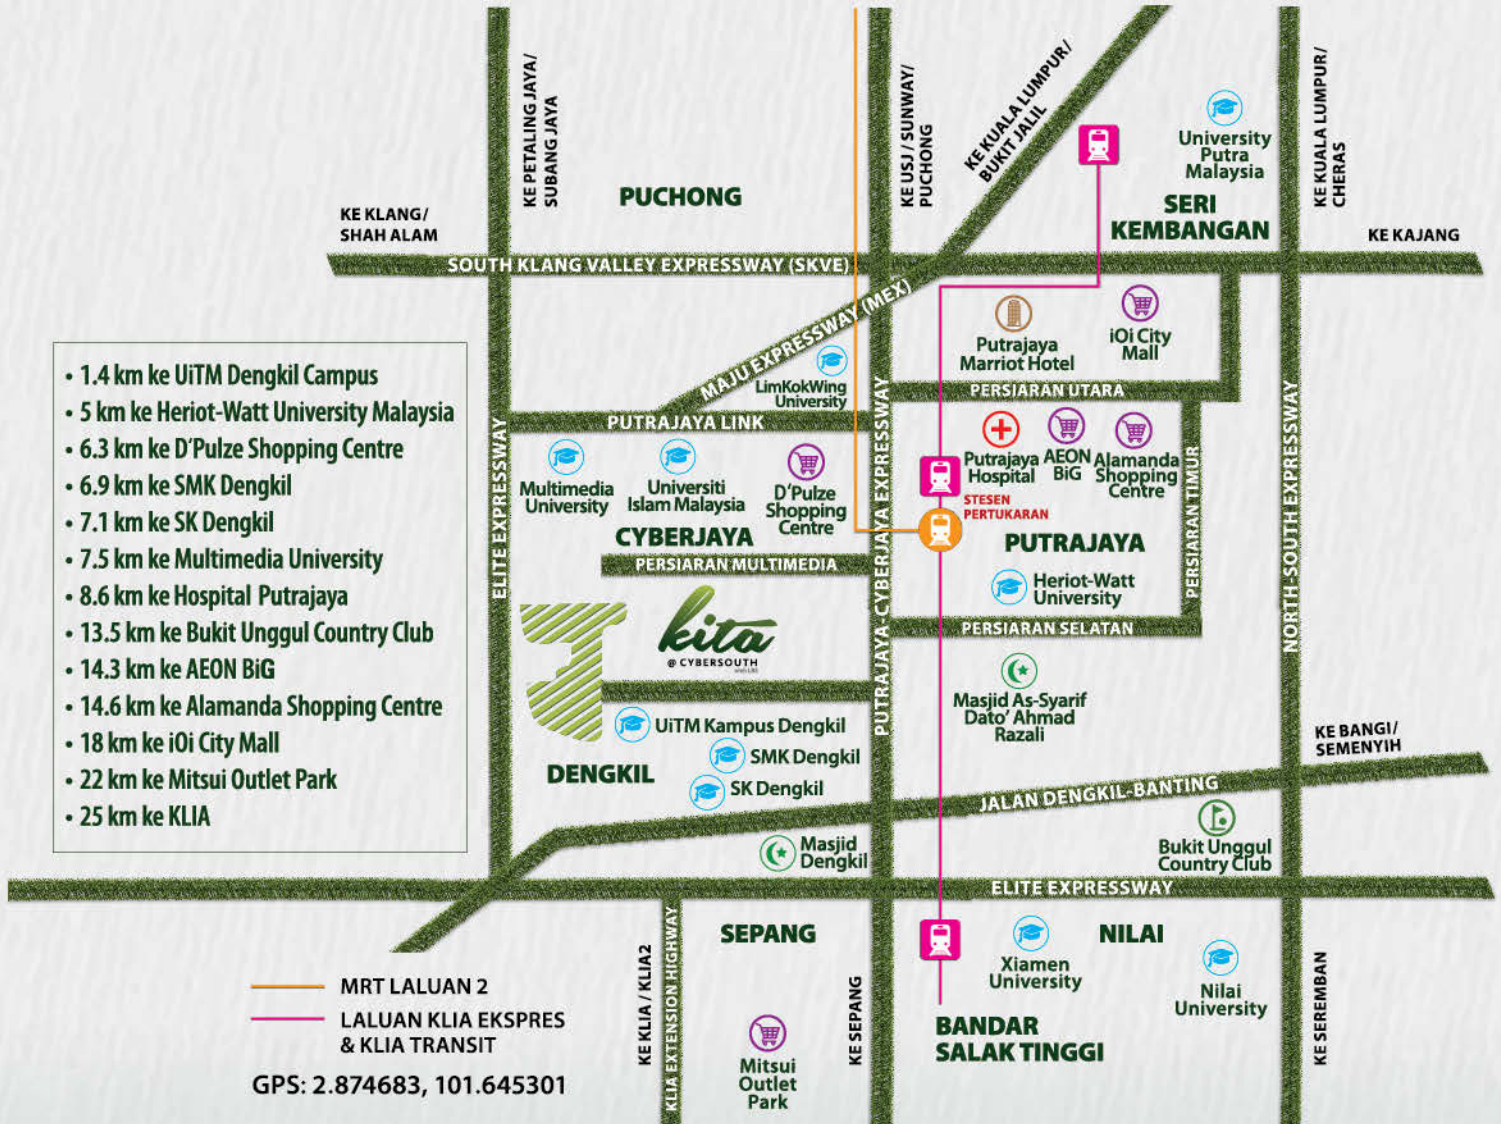 KE PETALING JAYA/
SUBANG JAYA
KE USJ / SUNWAY/
PUCHONG
KE KUALA LUMPUR/
BUKIT JALIL
KE KUALA LUMPUR/
CHERAS
University
Putra
Malaysia
PUCHONG
SERI
KEMBANGAN
KE KLANG/
SHAH ALAM
KE KAJANG
SOUTH KLANG VALLEY EXPRESSWAY (SKVE)
MAJU EXPRESSWAY (MEX)
Putrajaya
Marriot Hotel
iOi City
Mall
LimKokWing
University
PERSIARAN UTARA
PUTRAJAYA LINK
• 1.4 km ke UiTM Dengkil Campus
• 5 km ke Heriot-Watt University Malaysia
• 6.3 km ke D'Pulze Shopping Centre
• 6.9 km ke SMK Dengkil
• 7.1 km ke SK Dengkil
• 7.5 km ke Multimedia University
• 8.6 km ke Hospital Putrajaya
• 13.5 km ke Bukit Unggul Country Club
• 14.3 km ke AEON BiG
• 14.6 km ke Alamanda Shopping Centre
• 18 km ke iOi City Mall
• 22 km ke Mitsui Outlet Park
• 25 km ke KLIA
ELITE EXPRESSWAY
Multimedia
University
Universiti
Islam Malaysia
D'Pulze
Shopping
Centre
CYBERJAYA
PUTRAJAYA-CYBERJAYA EXPRESSWAY
Putrajaya
Hospital
AEON
BiG
Alamanda
Shopping
Centre
STESEN
PERTUKARAN
PUTRAJAYA
PERSIARAN TIMUR
NORTH-SOUTH EXPRESSWAY
PERSIARAN MULTIMEDIA
Heriot-Watt
University
kita
@ CYBERSOUTH
PERSIARAN SELATAN
Masjid As-Syarif
Dato' Ahmad
Razali
UiTM Kampus Dengkil
SMK Dengkil
SK Dengkil
DENGKIL
KE BANGI/
SEMENYIH
JALAN DENGKIL-BANTING
Masjid
Dengkil
Bukit Unggul
Country Club
ELITE EXPRESSWAY
SEPANG
NILAI
Xiamen
University
Nilai
University
KE KLIA / KLIA2
KLIA EXTENSION HIGHWAY
KE SEPANG
KE SEREMBAN
MRT LALUAN 2
LALUAN KLIA EKSPRES
& KLIA TRANSIT
GPS: 2.874683, 101.645301
Mitsui
Outlet
Park
BANDAR
SALAK TINGGI